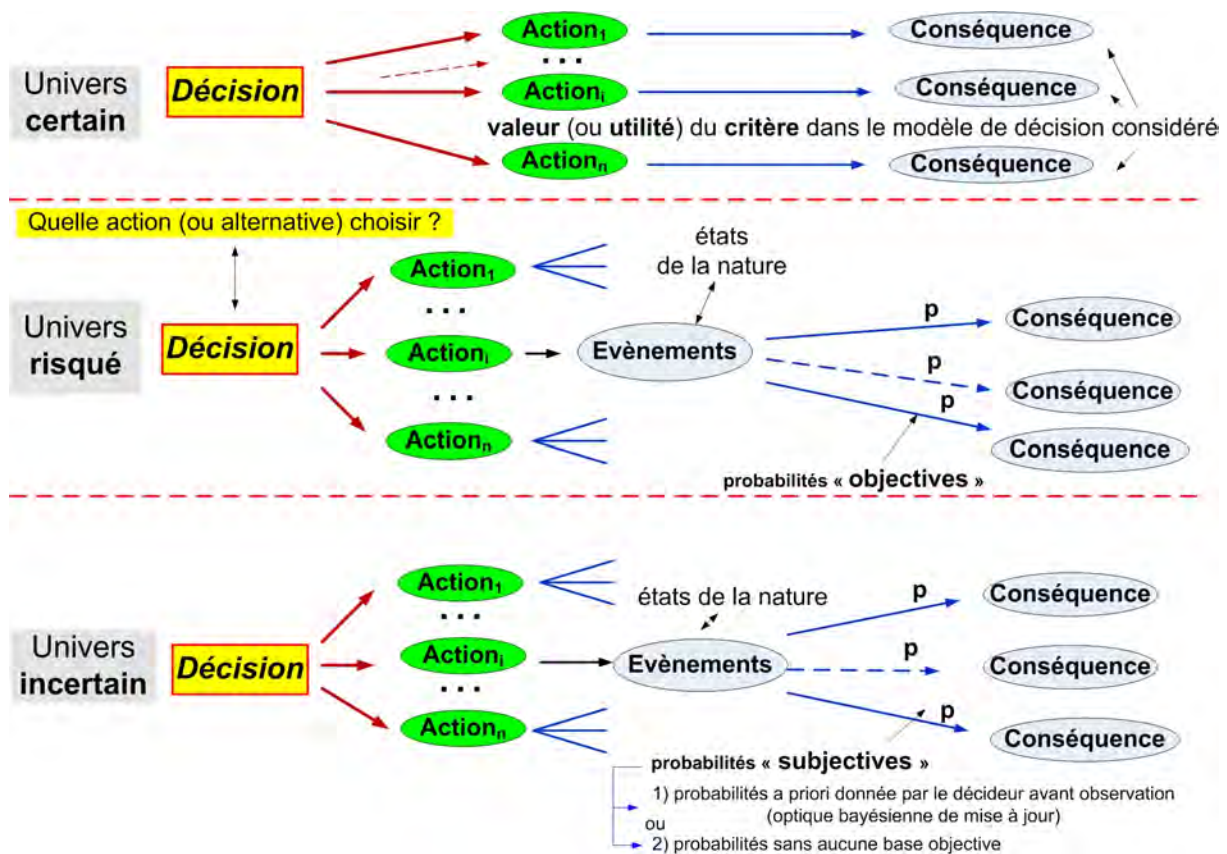 Univers
certain
Décision
Action1
...
Actioni
Actionn
Conséquence
Conséquence
valeur (ou utilité) du critère dans le modèle de décision considéré
Conséquence
Quelle action (ou alternative) choisir ?
Univers
risqué
Décision
Action1
...
Actioni
...
Actionn
états
de la nature
Evènements
p
p
p
Conséquence
Conséquence
Conséquence
probabilités « objectives »
Univers
incertain
Décision
Action1
...
Actioni
...
Actionn
états de la nature
Evènements
p
p
p
Conséquence
Conséquence
Conséquence
probabilités « subjectives »
1) probabilités a priori donnée par le décideur avant observation
(optique bayésienne de mise à jour)
ou
2) probabilités sans aucune base objective